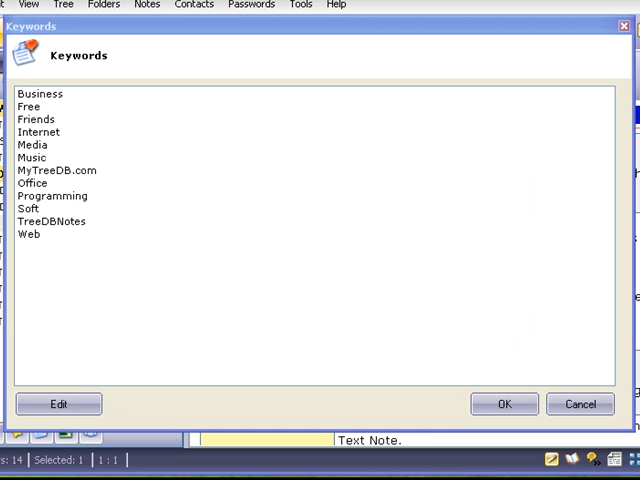 View Tree Folders Notes Contacts Passwords Tools Help
Keywords
Keywords
Business
Free
Friends
Internet
Media
Music
MyTreeDB.com
Office
Programming
Soft
TreeDBNotes
Web
Edit OK Cancel
Text Note.
s: 14 Selected: 1 1 : 1